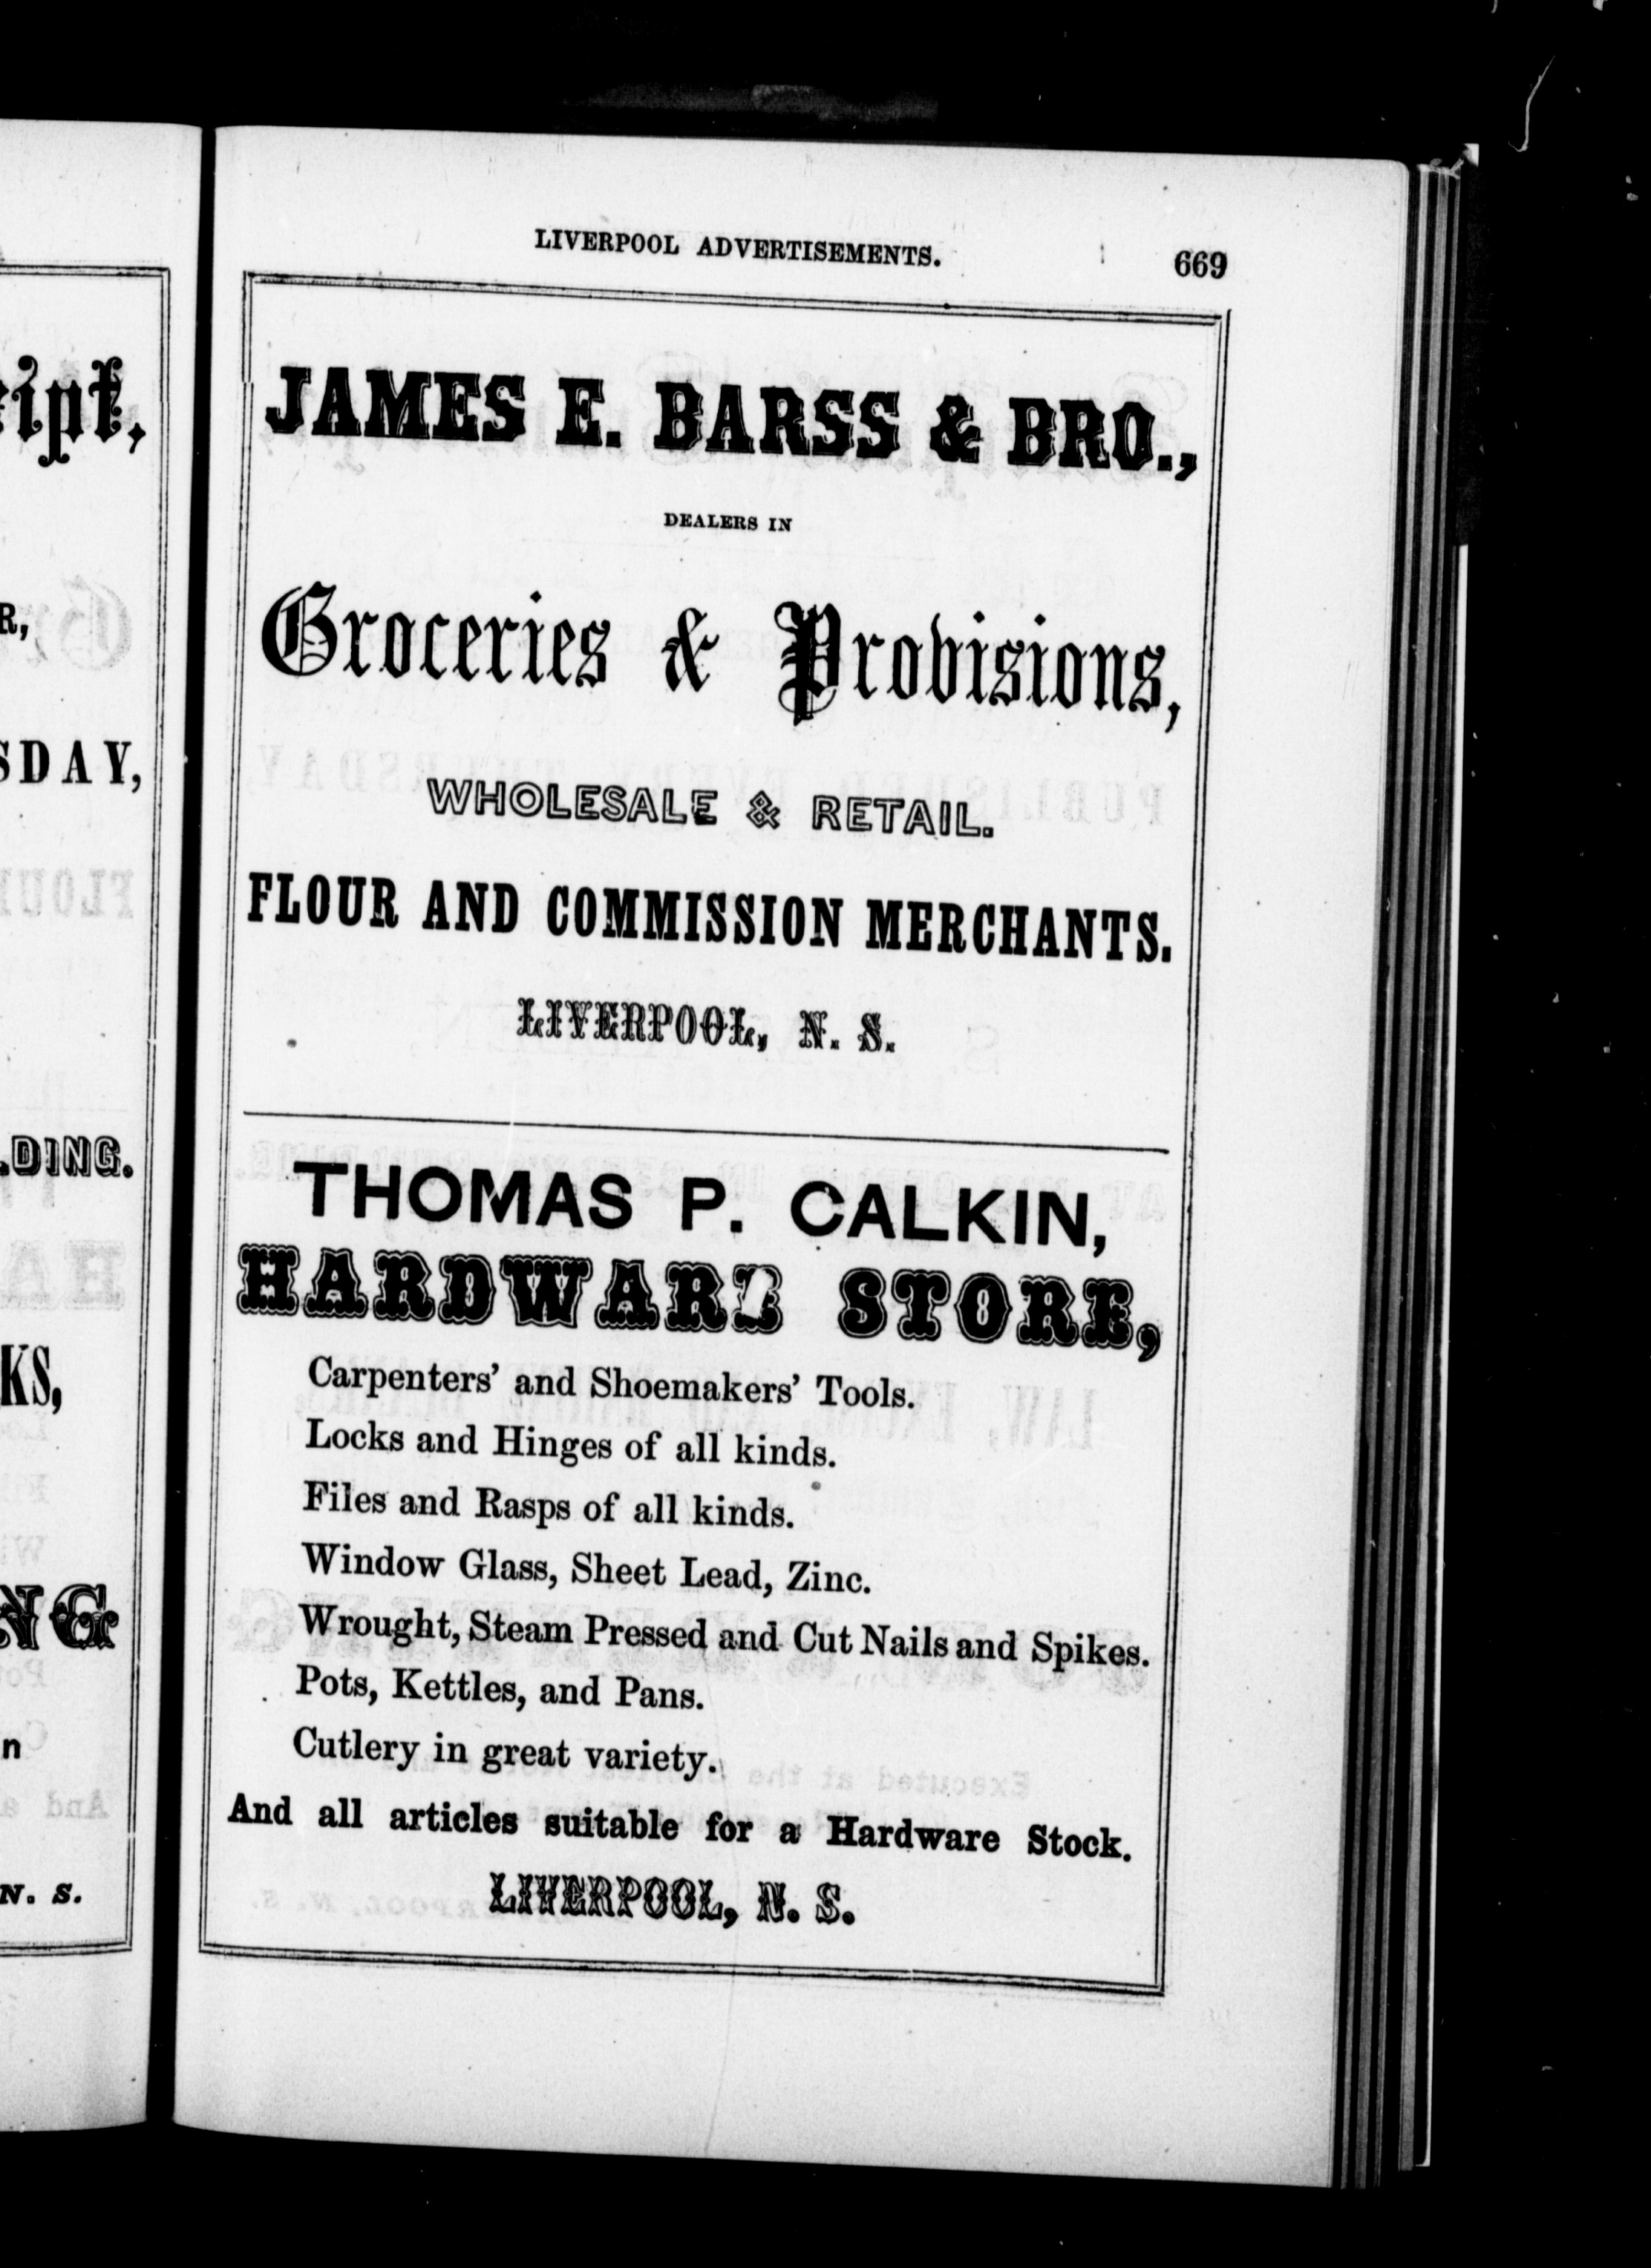 LIVERPOOL ADVERTISEMENTS. 669
JAMES E. BARSS & BRO.,
DEALERS IN
Groceries & Provisions,
WHOLESALE & RETAIL.
FLOUR AND COMMISSION MERCHANTS.
LIVERPOOL, N. S.
THOMAS P. CALKIN,
HARDWARE STORE,
Carpenters' and Shoemakers' Tools.
Locks and Hinges of all kinds.
Files and Rasps of all kinds.
Window Glass, Sheet Lead, Zinc.
Wrought, Steam Pressed and Cut Nails and Spikes.
Pots, Kettles, and Pans.
Cutlery in great variety.
And all articles suitable for a Hardware Stock.
LIVERPOOL, N. S.